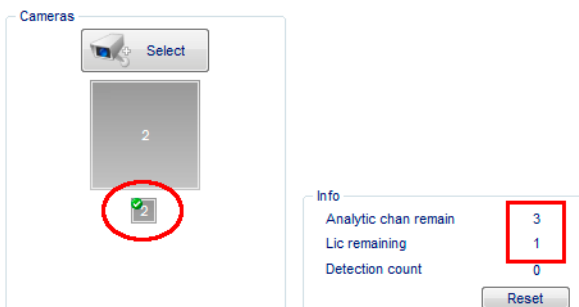 Cameras
Select
2
2
Info
Analytic chan remain 3
Lic remaining 1
Detection count 0
Reset